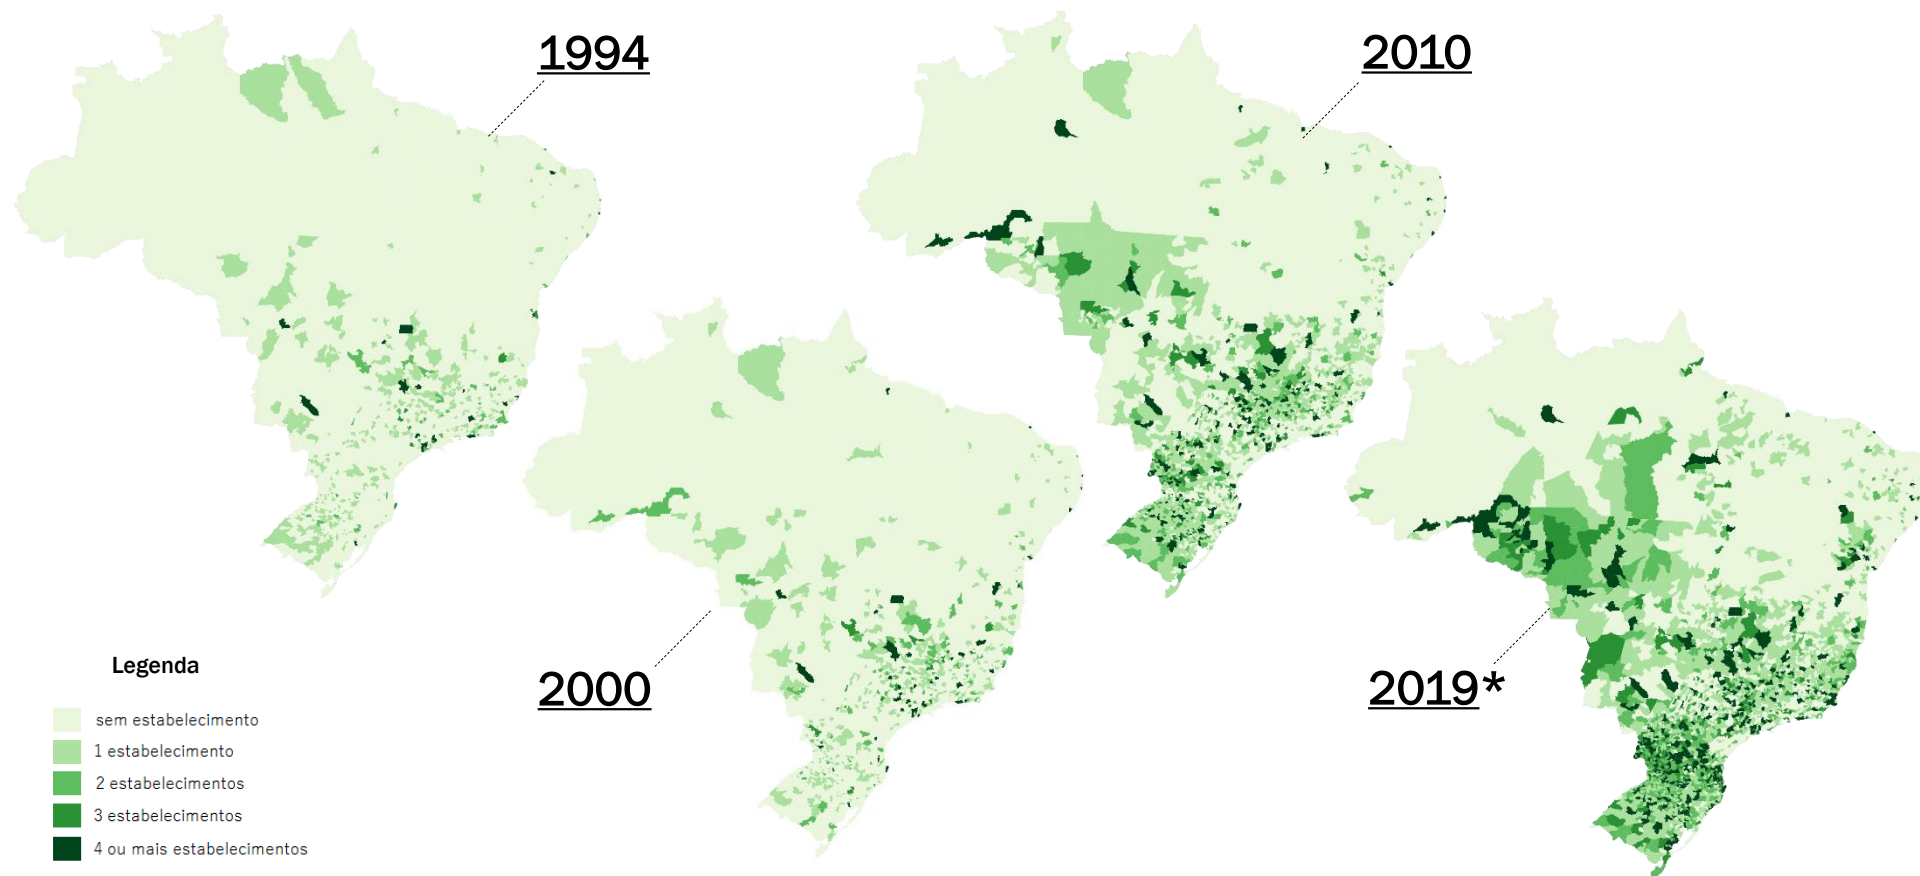 1994
2010
2000
2019*
Legenda
sem estabelecimento
1 estabelecimento
2 estabelecimentos
3 estabelecimentos
4 ou mais estabelecimentos